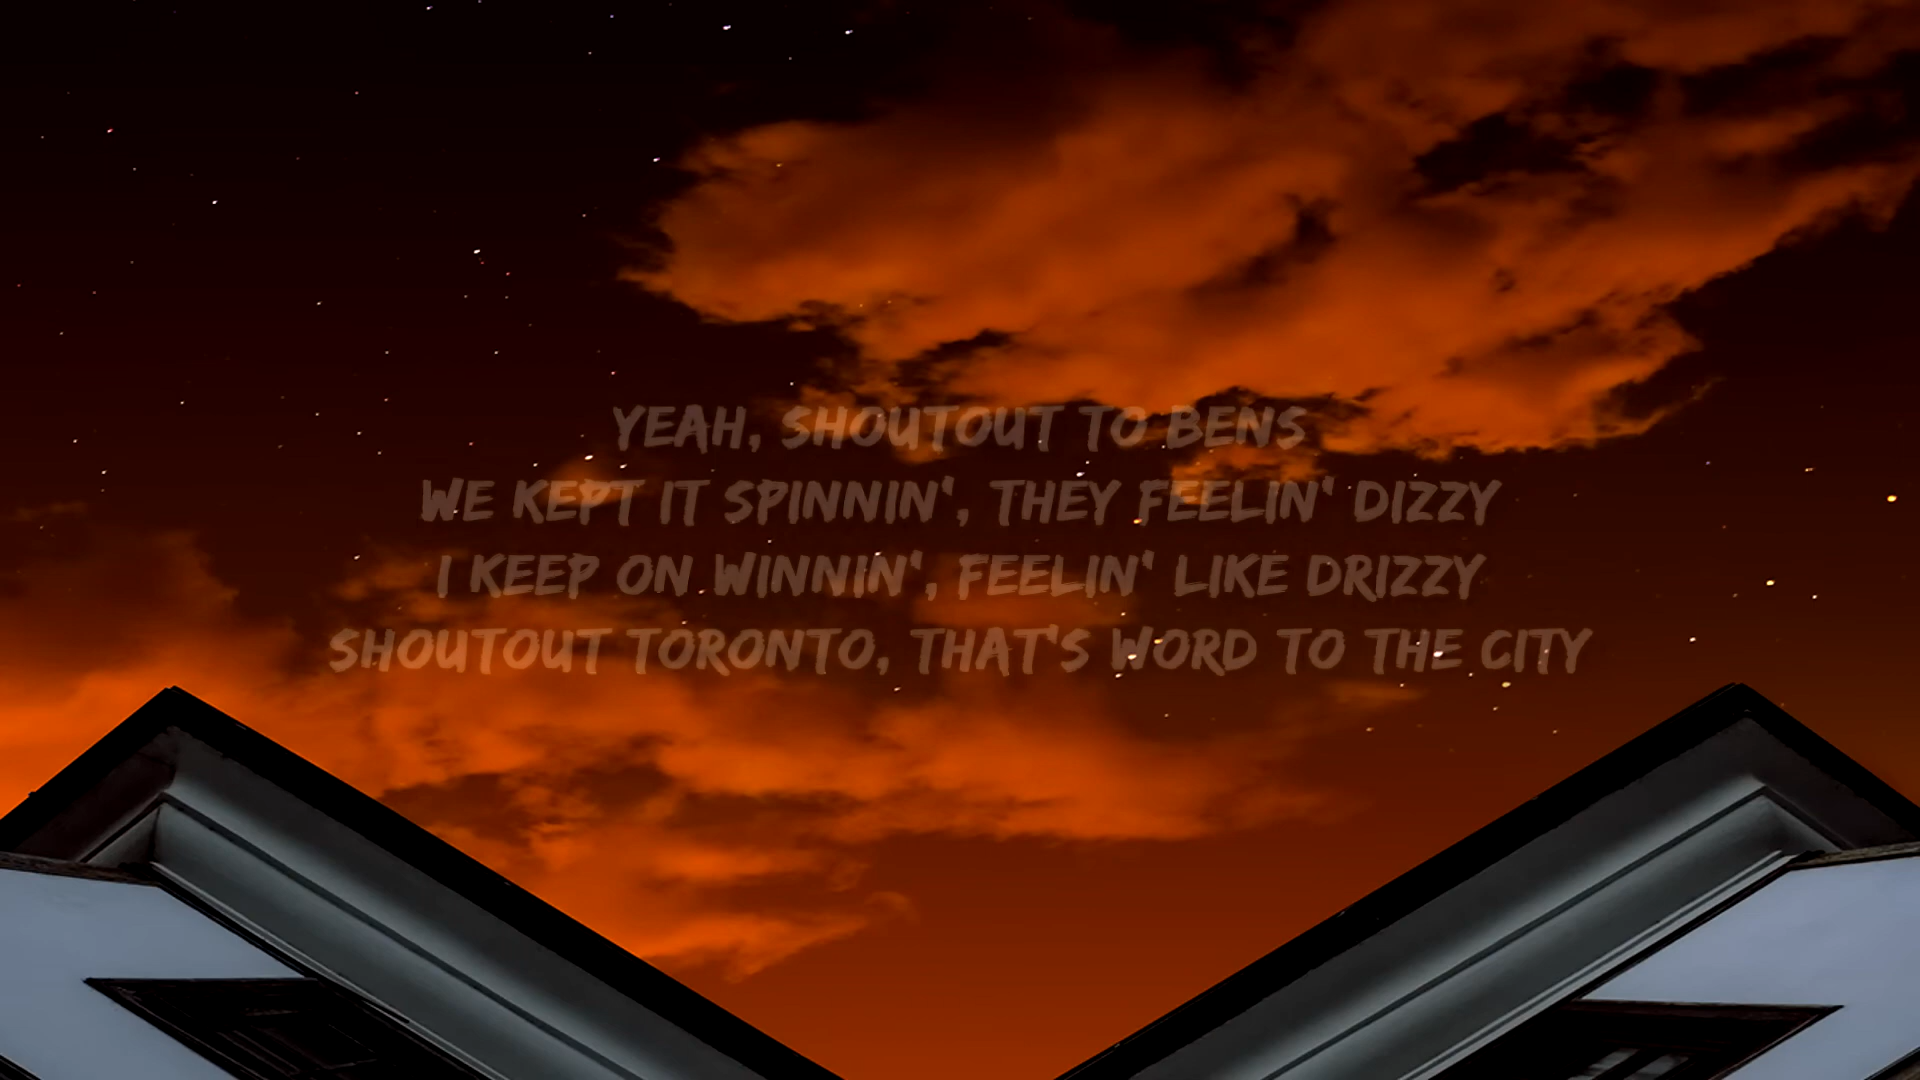 YEAH, SHOUTOUT TO BENS
WE KEPT IT SPINNIN', THEY FEELIN' DIZZY
I KEEP ON WINNIN', FEELIN' LIKE DRIZZY
SHOUTOUT TORONTO, THAT'S WORD TO THE CITY